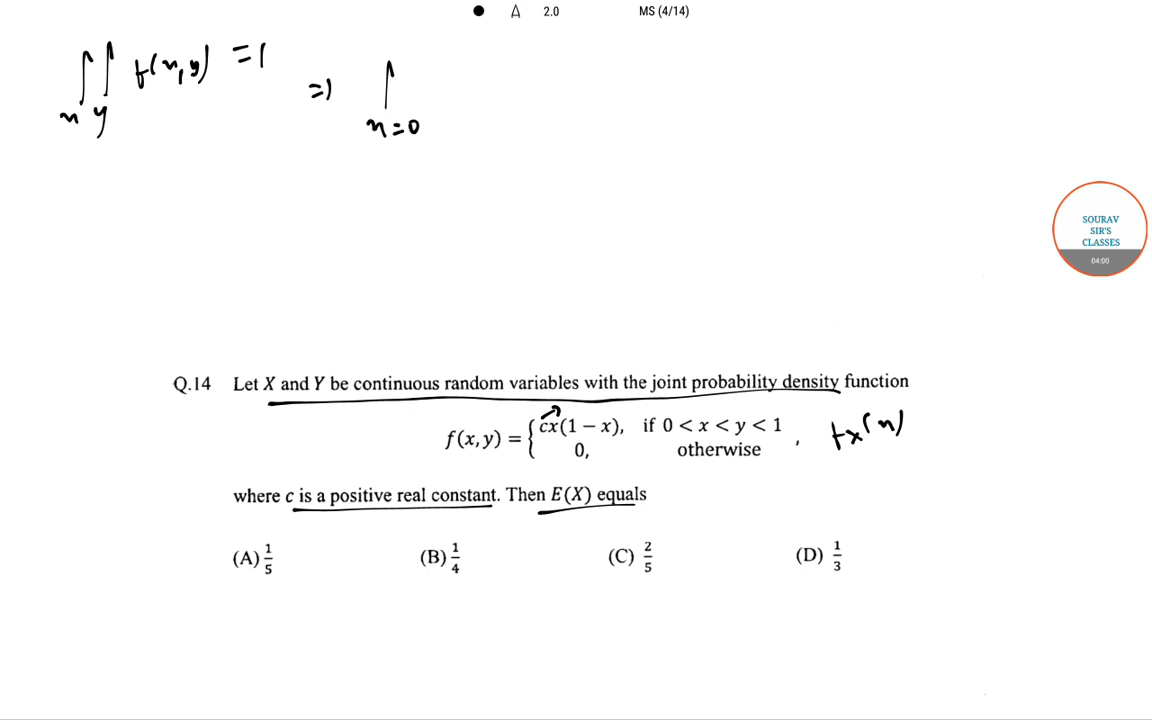 2.0 MS (4/14)
∫∫ f(x,y) =1
x y
=) ∫
x=0
SOURAV
SIR'S
CLASSES
04:00
Q.14 Let X and Y be continuous random variables with the joint probability density function
f(x, y) = { cx(1 − x), if 0 < x < y < 1
0, otherwise , fx(x)
where c is a positive real constant. Then E(X) equals
(A) 1/5 (B) 1/4 (C) 2/5 (D) 1/3